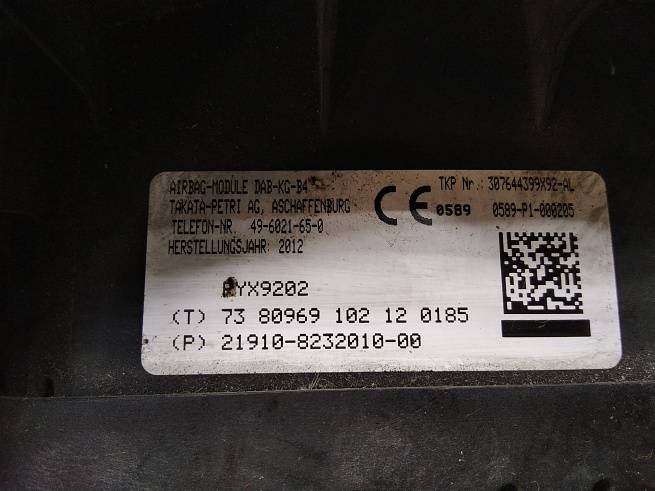 AIRBAG-MODULE DAB-KG-B4
TAKATA-PETRI AG, ASCHAFFENBURG
TELEFON-NR. 49-6021-65-0
HERSTELLUNGSJAHR: 2012
CE 0589
TKP Nr. 307644399X92-AL
0589-P1-000205
YX9202
(T) 73 80969 102 12 0185
(P) 21910-8232010-00